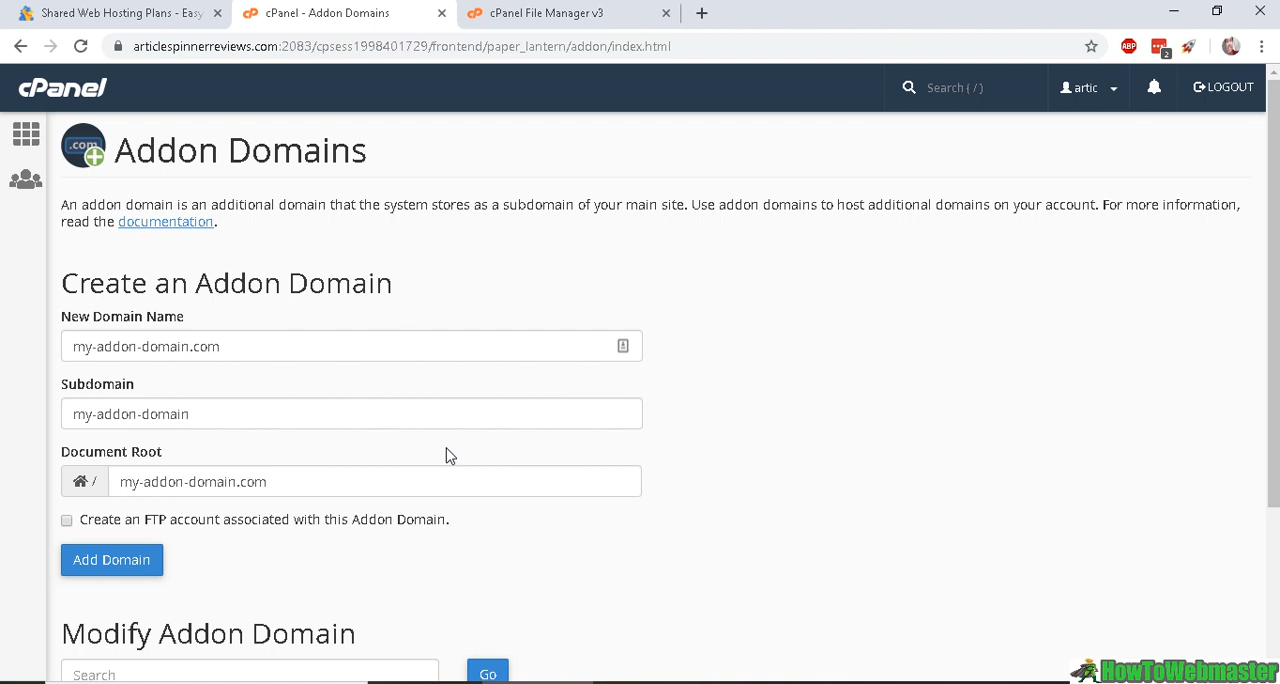 Shared Web Hosting Plans - Easy
cPanel - Addon Domains
cPanel File Manager v3
articlespinnerreviews.com:2083/cpsess1998401729/frontend/paper_lantern/addon/index.html
ABP
2
cPanel
Search ( / )
artic
LOGOUT
.com
Addon Domains
An addon domain is an additional domain that the system stores as a subdomain of your main site. Use addon domains to host additional domains on your account. For more information,
read the documentation.
Create an Addon Domain
New Domain Name
my-addon-domain.com
Subdomain
my-addon-domain
Document Root
/ my-addon-domain.com
Create an FTP account associated with this Addon Domain.
Add Domain
Modify Addon Domain
Search
Go
HowToWebmaster